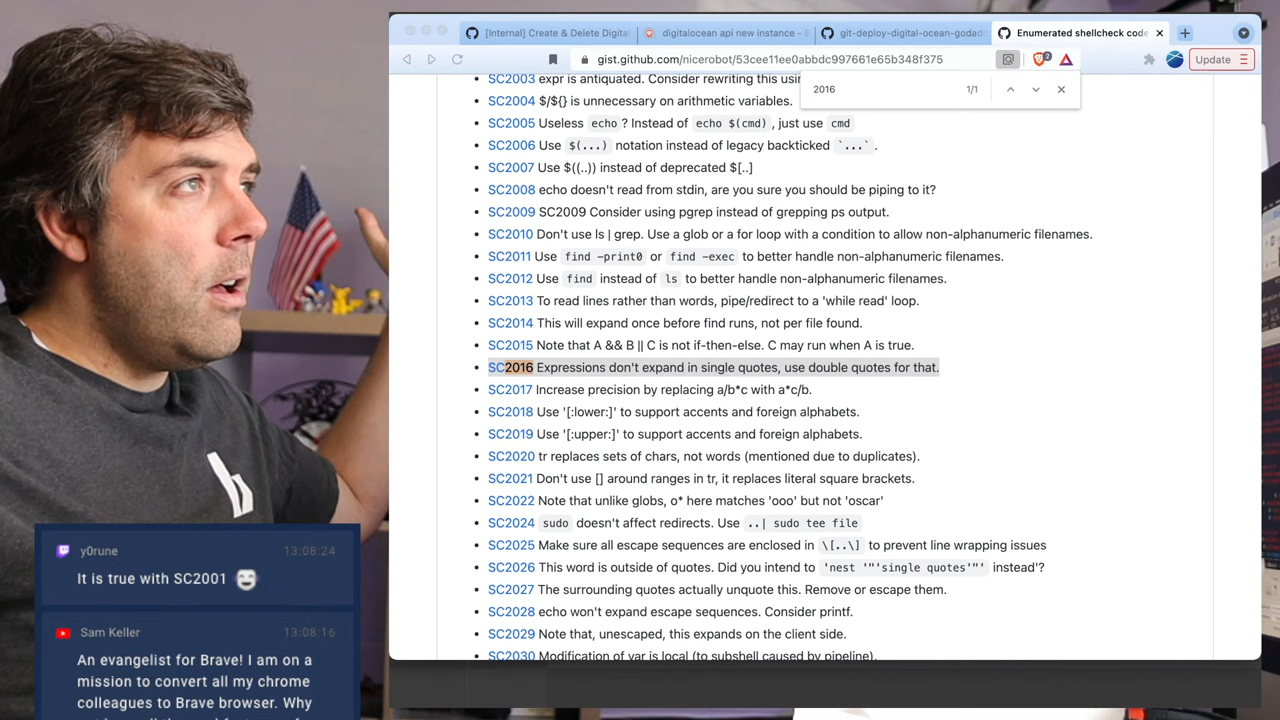 [Internal] Create & Delete Digital
digitalocean api new instance - B
git-deploy-digital-ocean-godadd
Enumerated shellcheck code
gist.github.com/nicerobot/53cee11ee0abbdc997661e65b348f375
2
Update
2016
1/1
SC2003 expr is antiquated. Consider rewriting this usin
SC2004 $/${} is unnecessary on arithmetic variables.
SC2005 Useless echo ? Instead of echo $(cmd) , just use cmd
SC2006 Use $(...) notation instead of legacy backticked `...` .
SC2007 Use $((..)) instead of deprecated $[..]
SC2008 echo doesn't read from stdin, are you sure you should be piping to it?
SC2009 SC2009 Consider using pgrep instead of grepping ps output.
SC2010 Don't use ls | grep. Use a glob or a for loop with a condition to allow non-alphanumeric filenames.
SC2011 Use find -print0 or find -exec to better handle non-alphanumeric filenames.
SC2012 Use find instead of ls to better handle non-alphanumeric filenames.
SC2013 To read lines rather than words, pipe/redirect to a 'while read' loop.
SC2014 This will expand once before find runs, not per file found.
SC2015 Note that A && B || C is not if-then-else. C may run when A is true.
SC2016 Expressions don't expand in single quotes, use double quotes for that.
SC2017 Increase precision by replacing a/b*c with a*c/b.
SC2018 Use '[:lower:]' to support accents and foreign alphabets.
SC2019 Use '[:upper:]' to support accents and foreign alphabets.
SC2020 tr replaces sets of chars, not words (mentioned due to duplicates).
SC2021 Don't use [] around ranges in tr, it replaces literal square brackets.
SC2022 Note that unlike globs, o* here matches 'ooo' but not 'oscar'
SC2024 sudo doesn't affect redirects. Use ..| sudo tee file
SC2025 Make sure all escape sequences are enclosed in \[..\] to prevent line wrapping issues
SC2026 This word is outside of quotes. Did you intend to 'nest '"'single quotes'"' instead'?
SC2027 The surrounding quotes actually unquote this. Remove or escape them.
SC2028 echo won't expand escape sequences. Consider printf.
SC2029 Note that, unescaped, this expands on the client side.
SC2030 Modification of var is local (to subshell caused by pipeline).
y0rune 13:08:24
It is true with SC2001
Sam Keller 13:08:16
An evangelist for Brave! I am on a
mission to convert all my chrome
colleagues to Brave browser. Why